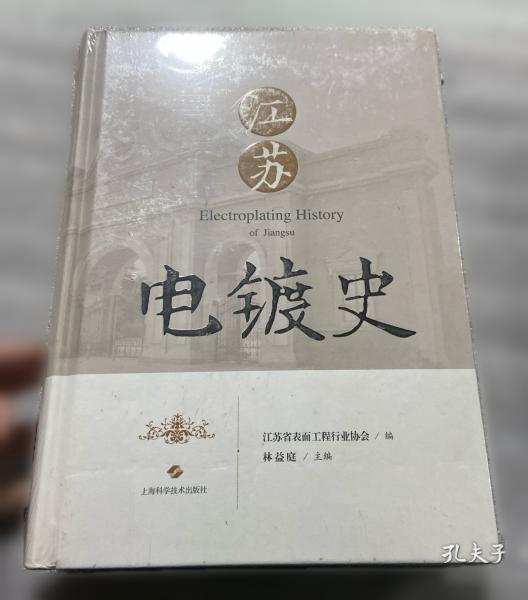 江
苏
Electroplating History
of Jiangsu
电镀史
江苏省表面工程行业协会 / 编
林益庭 / 主编
上海科学技术出版社
孔夫子